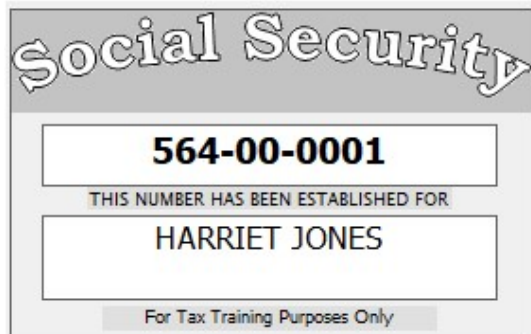 Social Security
564-00-0001
THIS NUMBER HAS BEEN ESTABLISHED FOR
HARRIET JONES
For Tax Training Purposes Only